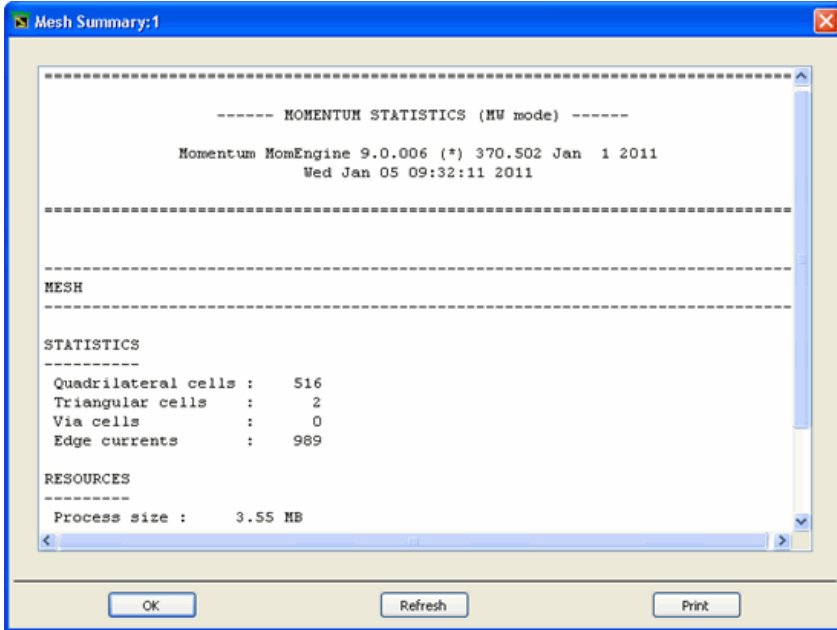 Mesh Summary:1
================================================================================
------ MOMENTUM STATISTICS (MW mode) ------
Momentum MomEngine 9.0.006 (*) 370.502 Jan  1 2011
Wed Jan 05 09:32:11 2011
================================================================================
--------------------------------------------------------------------------------
MESH
--------------------------------------------------------------------------------
STATISTICS
----------
Quadrilateral cells :    516
Triangular cells    :      2
Via cells           :      0
Edge currents       :    989
RESOURCES
---------
Process size :     3.55 MB
OK Refresh Print